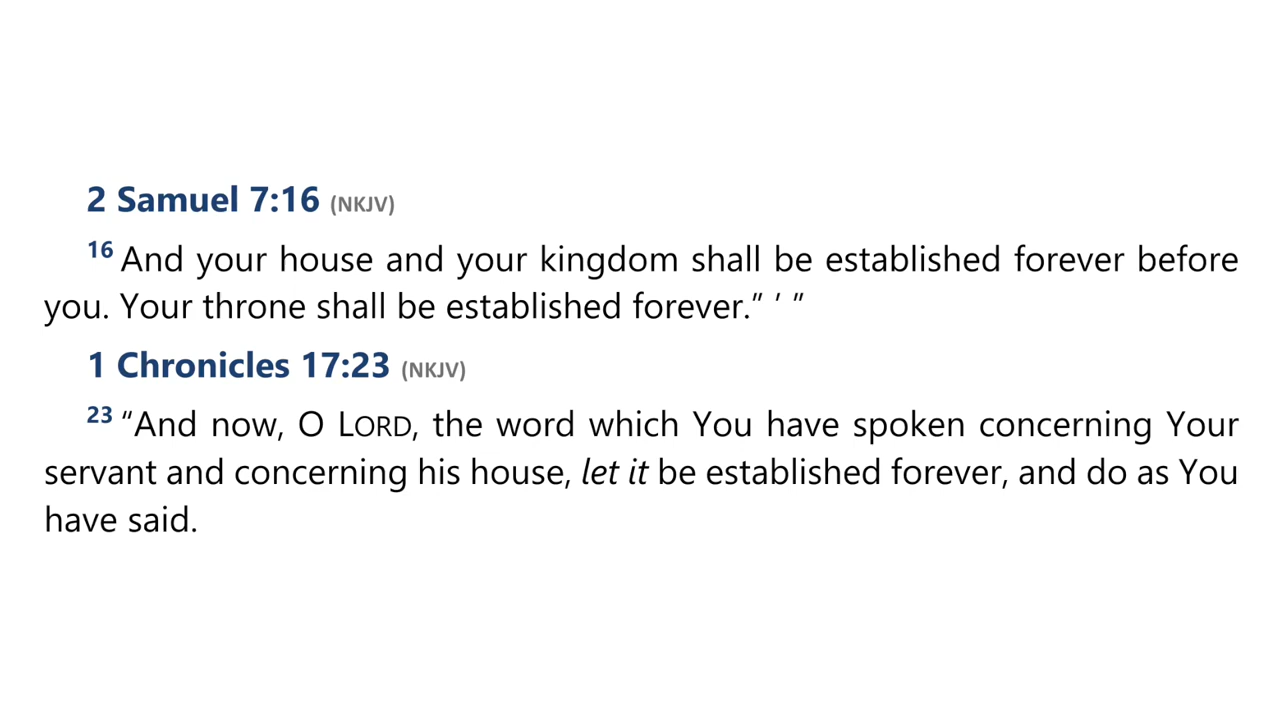 2 Samuel 7:16 (NKJV)
16 And your house and your kingdom shall be established forever before
you. Your throne shall be established forever.” ’ ”
1 Chronicles 17:23 (NKJV)
23 “And now, O LORD, the word which You have spoken concerning Your
servant and concerning his house, let it be established forever, and do as You
have said.